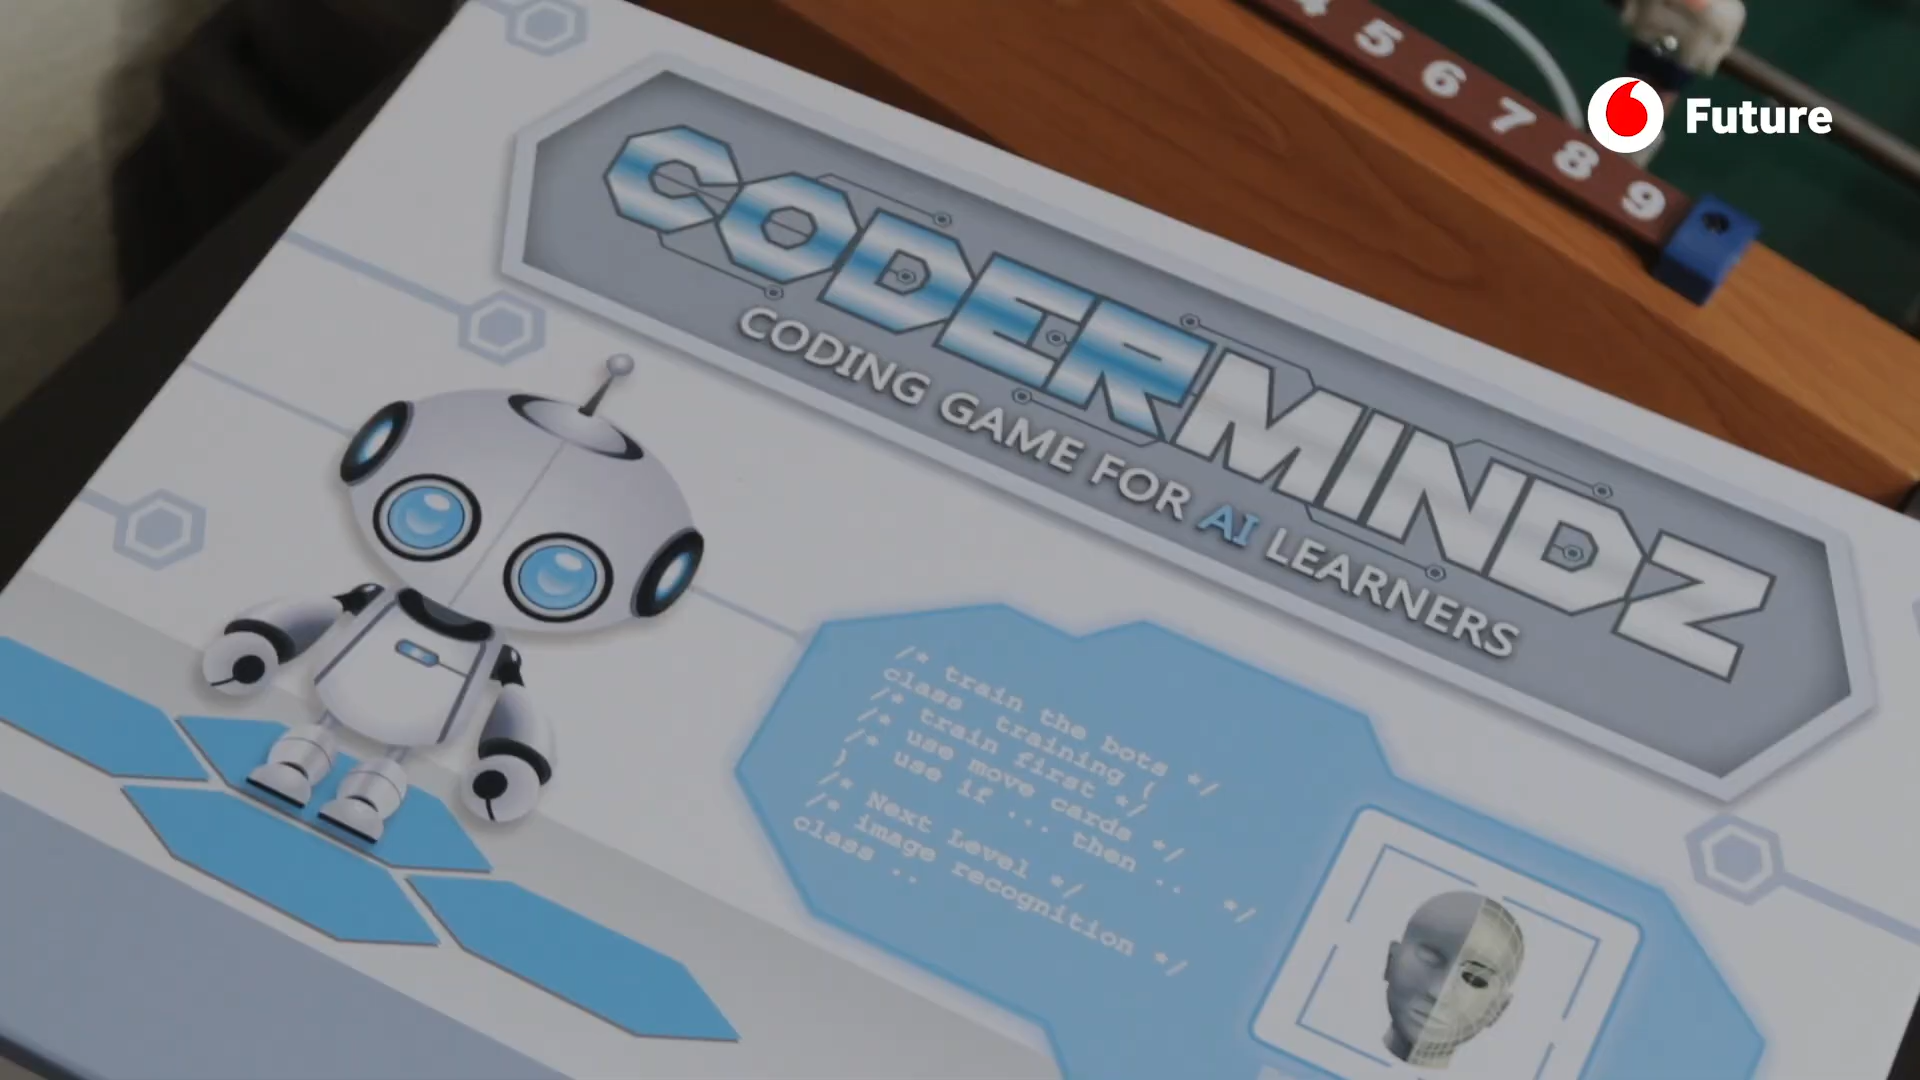 4 5 6 7 8 9
Future
CODERMINDZ
CODING GAME FOR AI LEARNERS
/* train the bots */
class training {
/* train first */
/* use move cards */
/* use if ... then .. */
}
/* Next Level */
/* image recognition */
class ..